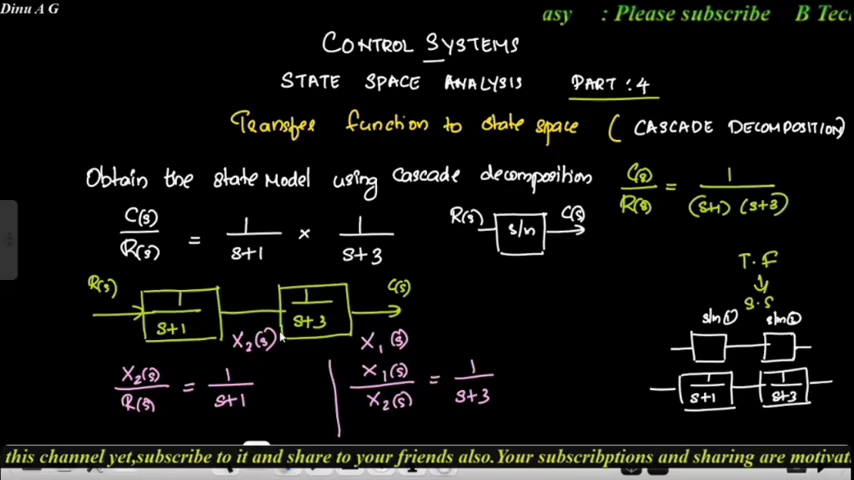 Dinu A G
asy : Please subscribe B Tec
CONTROL SYSTEMS
STATE SPACE ANALYSIS PART : 4
Transfer function to state space ( CASCADE DECOMPOSITION)
Obtain the state Model using Cascade decomposition
C(s)/R(s) = 1/((s+1) (s+3))
C(s)/R(s) = 1/(s+1) × 1/(s+3)
R(s) s/n C(s)
T.F
↓
S.S
R(s) 1/(s+1) 1/(s+3) C(s)
X2(s) X1(s)
s/n① s/n②
1/(s+1) 1/(s+3)
X2(s)/R(s) = 1/(s+1)
X1(s)/X2(s) = 1/(s+3)
this channel yet,subscribe to it and share to your friends also.Your subscribptions and sharing are motiva